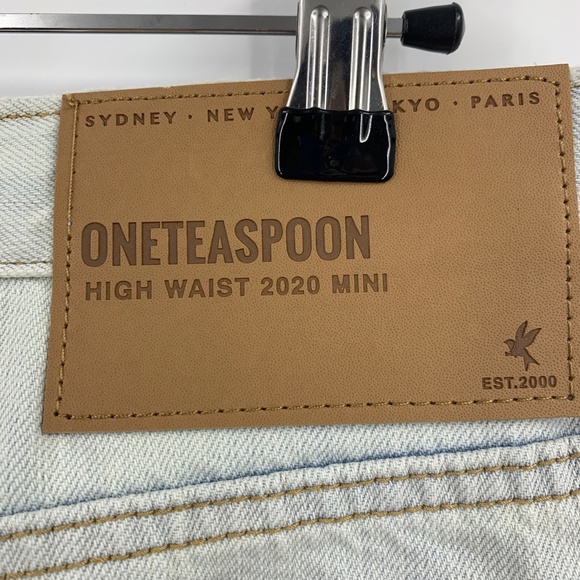 SYDNEY · NEW KYO · PARIS
ONETEASPOON
HIGH WAIST 2020 MINI
EST.2000